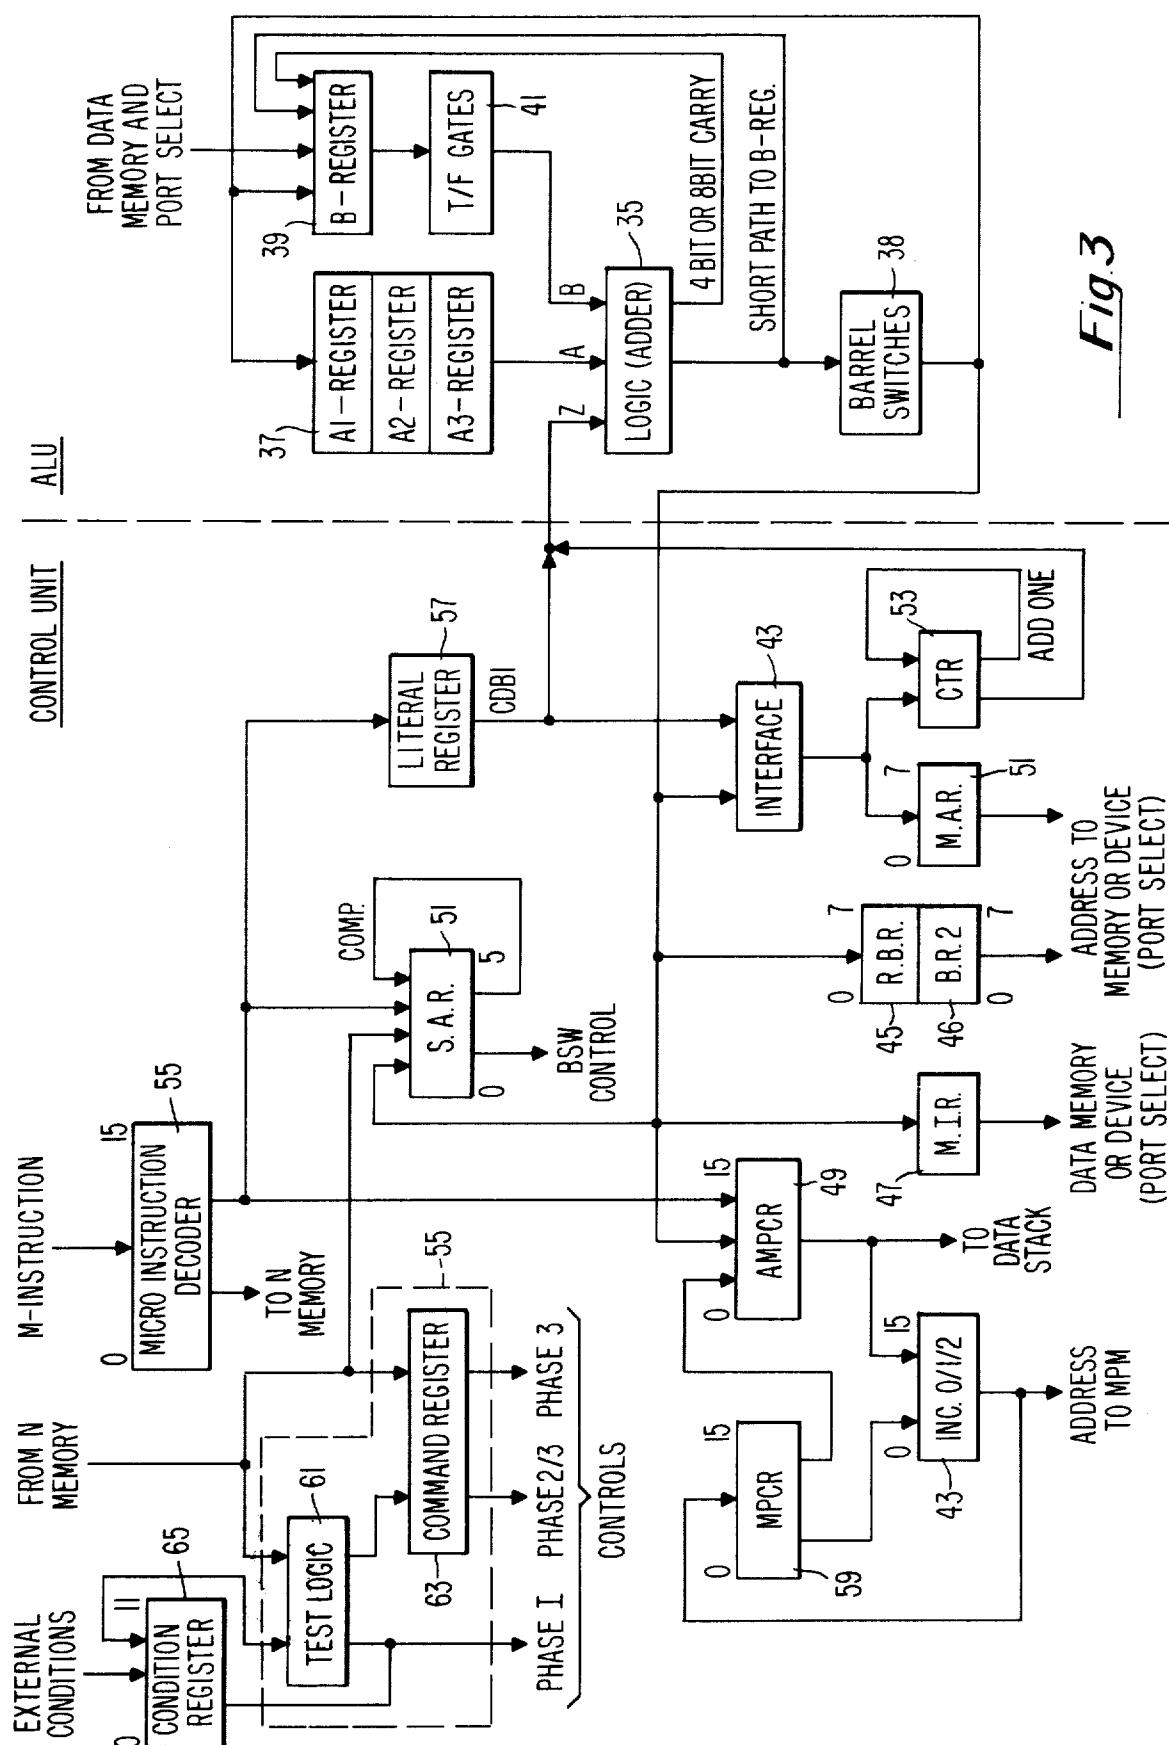 EXTERNAL
CONDITIONS
FROM N
MEMORY
M-INSTRUCTION
CONTROL UNIT
ALU
FROM DATA
MEMORY AND
PORT SELECT
0
11
65
CONDITION
REGISTER
0
15
55
MICRO INSTRUCTION
DECODER
TO N
MEMORY
61
TEST LOGIC
55
63
COMMAND REGISTER
PHASE I
PHASE 2/3
PHASE 3
CONTROLS
COMP.
51
S.A.R.
0
5
BSW
CONTROL
57
LITERAL
REGISTER
CDBI
37
A1-REGISTER
A2-REGISTER
A3-REGISTER
39
B-REGISTER
T/F GATES
41
Z
A
B
35
LOGIC (ADDER)
4 BIT OR 8BIT CARRY
SHORT PATH TO B-REG.
38
BARREL
SWITCHES
0
15
MPCR
59
0
15
AMPCR
49
0
15
INC. 0/1/2
43
ADDRESS
TO MPM
TO
DATA
STACK
47
M.I.R.
DATA MEMORY
OR DEVICE
(PORT SELECT)
0
7
45
R.B.R.
46
B.R.2
0
7
43
INTERFACE
0
7
M.A.R.
51
ADDRESS TO
MEMORY OR DEVICE
(PORT SELECT)
53
CTR
ADD ONE
Fig. 3